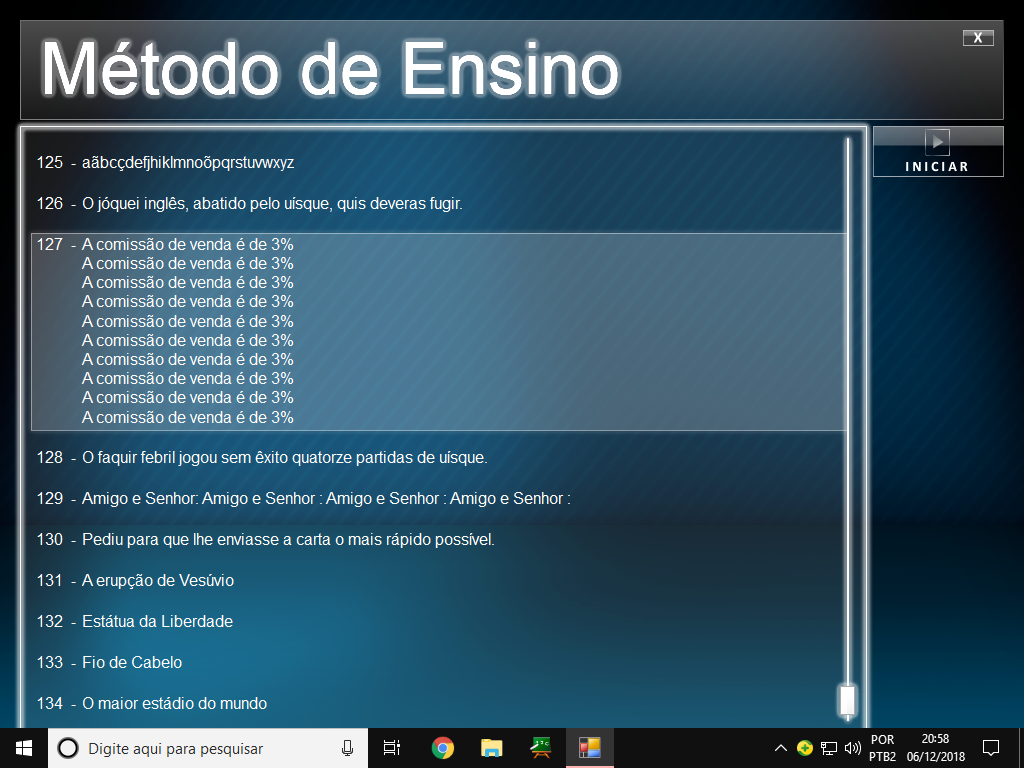 Método de Ensino
X
INICIAR
125 - aãbcçdefjhiklmnoõpqrstuvwxyz
126 - O jóquei inglês, abatido pelo uísque, quis deveras fugir.
127 - A comissão de venda é de 3%
A comissão de venda é de 3%
A comissão de venda é de 3%
A comissão de venda é de 3%
A comissão de venda é de 3%
A comissão de venda é de 3%
A comissão de venda é de 3%
A comissão de venda é de 3%
A comissão de venda é de 3%
A comissão de venda é de 3%
128 - O faquir febril jogou sem êxito quatorze partidas de uísque.
129 - Amigo e Senhor: Amigo e Senhor : Amigo e Senhor : Amigo e Senhor :
130 - Pediu para que lhe enviasse a carta o mais rápido possível.
131 - A erupção de Vesúvio
132 - Estátua da Liberdade
133 - Fio de Cabelo
134 - O maior estádio do mundo
Digite aqui para pesquisar
POR
PTB2
20:58
06/12/2018